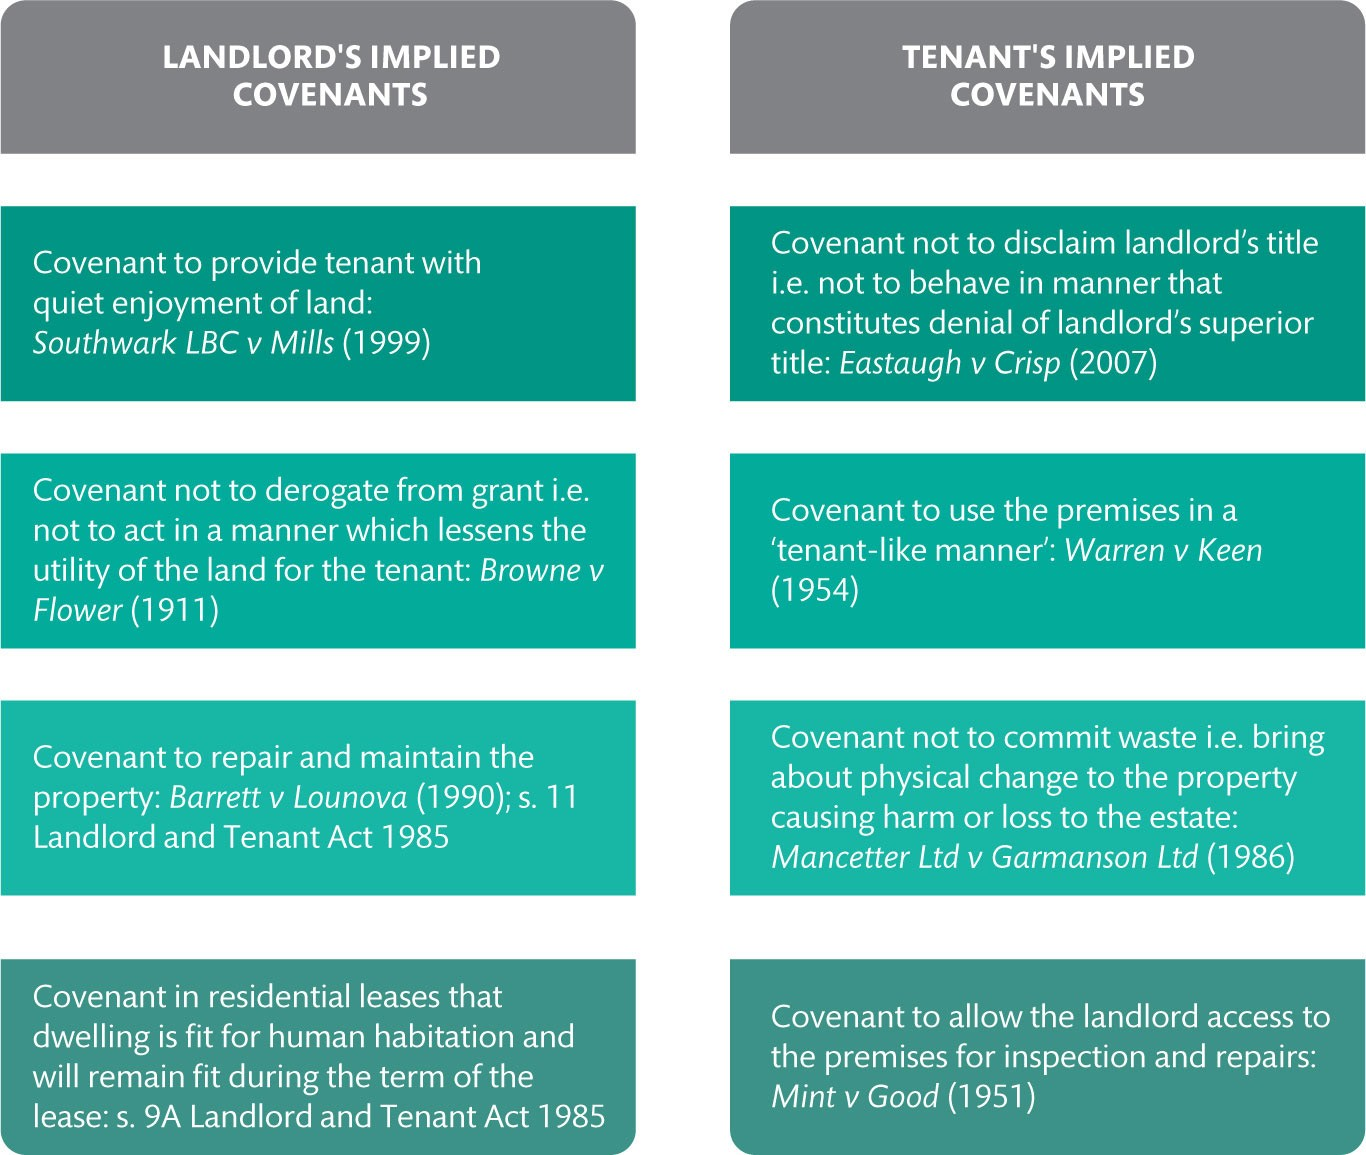 LANDLORD'S IMPLIED
COVENANTS
Covenant to provide tenant with
quiet enjoyment of land:
Southwark LBC v Mills (1999)
Covenant not to derogate from grant i.e.
not to act in a manner which lessens the
utility of the land for the tenant: Browne v
Flower (1911)
Covenant to repair and maintain the
property: Barrett v Lounova (1990); s. 11
Landlord and Tenant Act 1985
Covenant in residential leases that
dwelling is fit for human habitation and
will remain fit during the term of the
lease: s. 9A Landlord and Tenant Act 1985
TENANT'S IMPLIED
COVENANTS
Covenant not to disclaim landlord’s title
i.e. not to behave in manner that
constitutes denial of landlord’s superior
title: Eastaugh v Crisp (2007)
Covenant to use the premises in a
‘tenant-like manner’: Warren v Keen
(1954)
Covenant not to commit waste i.e. bring
about physical change to the property
causing harm or loss to the estate:
Mancetter Ltd v Garmanson Ltd (1986)
Covenant to allow the landlord access to
the premises for inspection and repairs:
Mint v Good (1951)